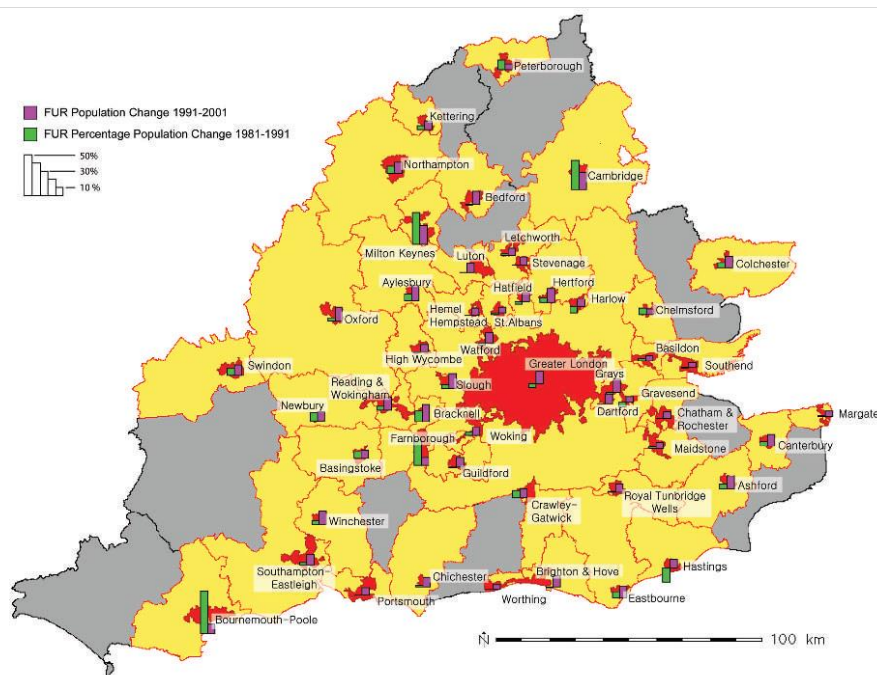 Peterborough
FUR Population Change 1991-2001
FUR Percentage Population Change 1981-1991
50%
30%
10 %
Kettering
Northampton
Cambridge
Bedford
Milton Keynes
Letchworth
Luton
Stevenage
Colchester
Aylesbury
Hatfield
Hertford
Harlow
Chelmsford
Oxford
Hemel
Hempstead
St.Albans
Watford
High Wycombe
Basildon
Southend
Greater London
Grays
Swindon
Slough
Reading &
Wokingham
Gravesend
Newbury
Bracknell
Dartford
Chatham &
Rochester
Margate
Farnborough
Woking
Maidstone
Canterbury
Basingstoke
Guildford
Ashford
Royal Tunbridge
Wells
Crawley-
Gatwick
Winchester
Southampton-
Eastleigh
Chichester
Brighton & Hove
Hastings
Portsmouth
Worthing
Eastbourne
Bournemouth-Poole
N
100 km